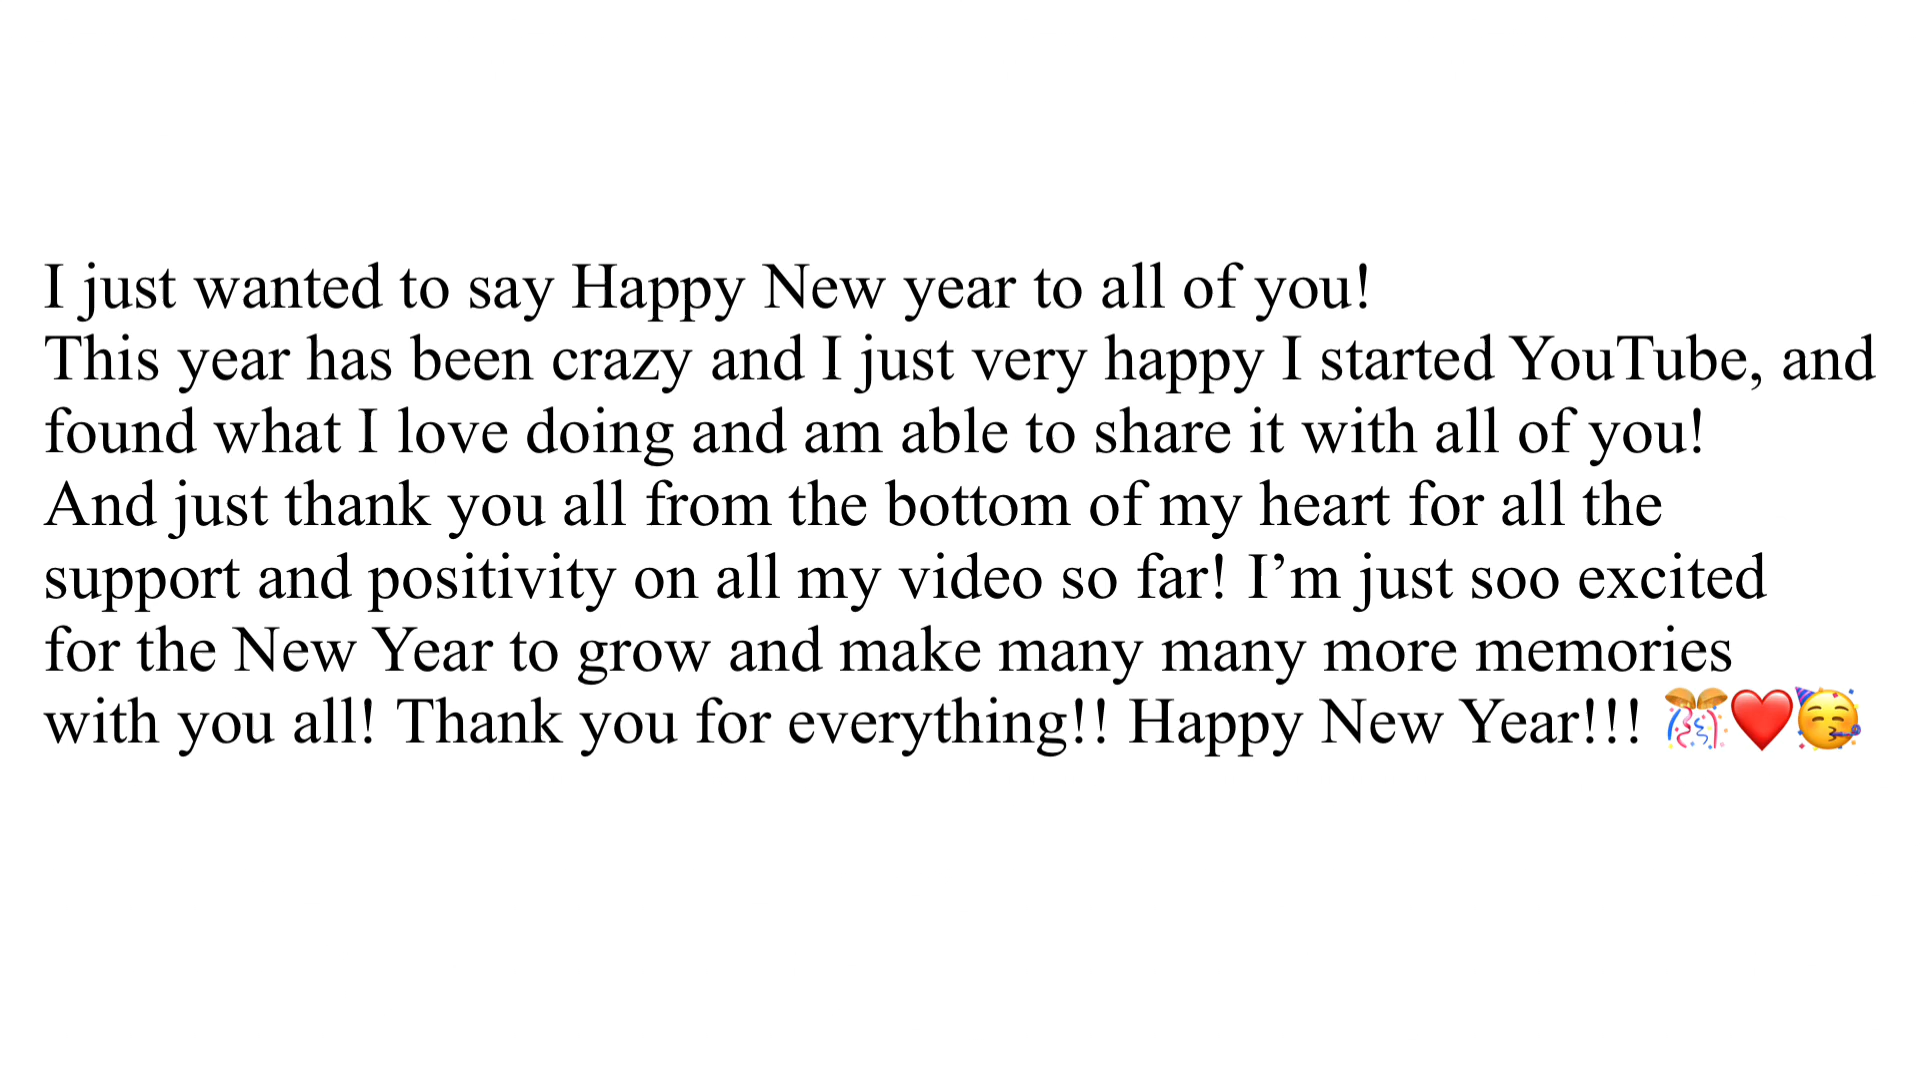 I just wanted to say Happy New year to all of you!
This year has been crazy and I just very happy I started YouTube, and
found what I love doing and am able to share it with all of you!
And just thank you all from the bottom of my heart for all the
support and positivity on all my video so far! I’m just soo excited
for the New Year to grow and make many many more memories
with you all! Thank you for everything!! Happy New Year!!! 🎊❤️🥳